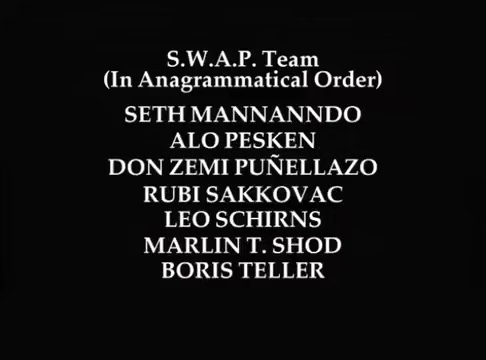 S.W.A.P. Team
(In Anagrammatical Order)
SETH MANNANNDO
ALO PESKEN
DON ZEMI PUÑELLAZO
RUBI SAKKOVAC
LEO SCHIRNS
MARLIN T. SHOD
BORIS TELLER